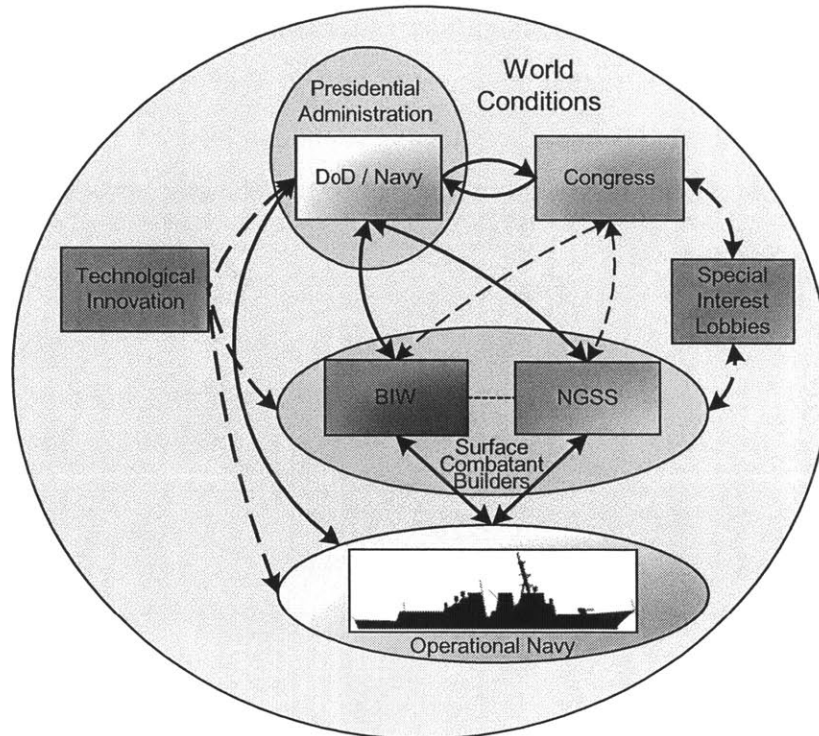 World
Conditions
Presidential
Administration
DoD / Navy
Congress
Technolgical
Innovation
Special
Interest
Lobbies
BIW
NGSS
Surface
Combatant
Builders
Operational Navy